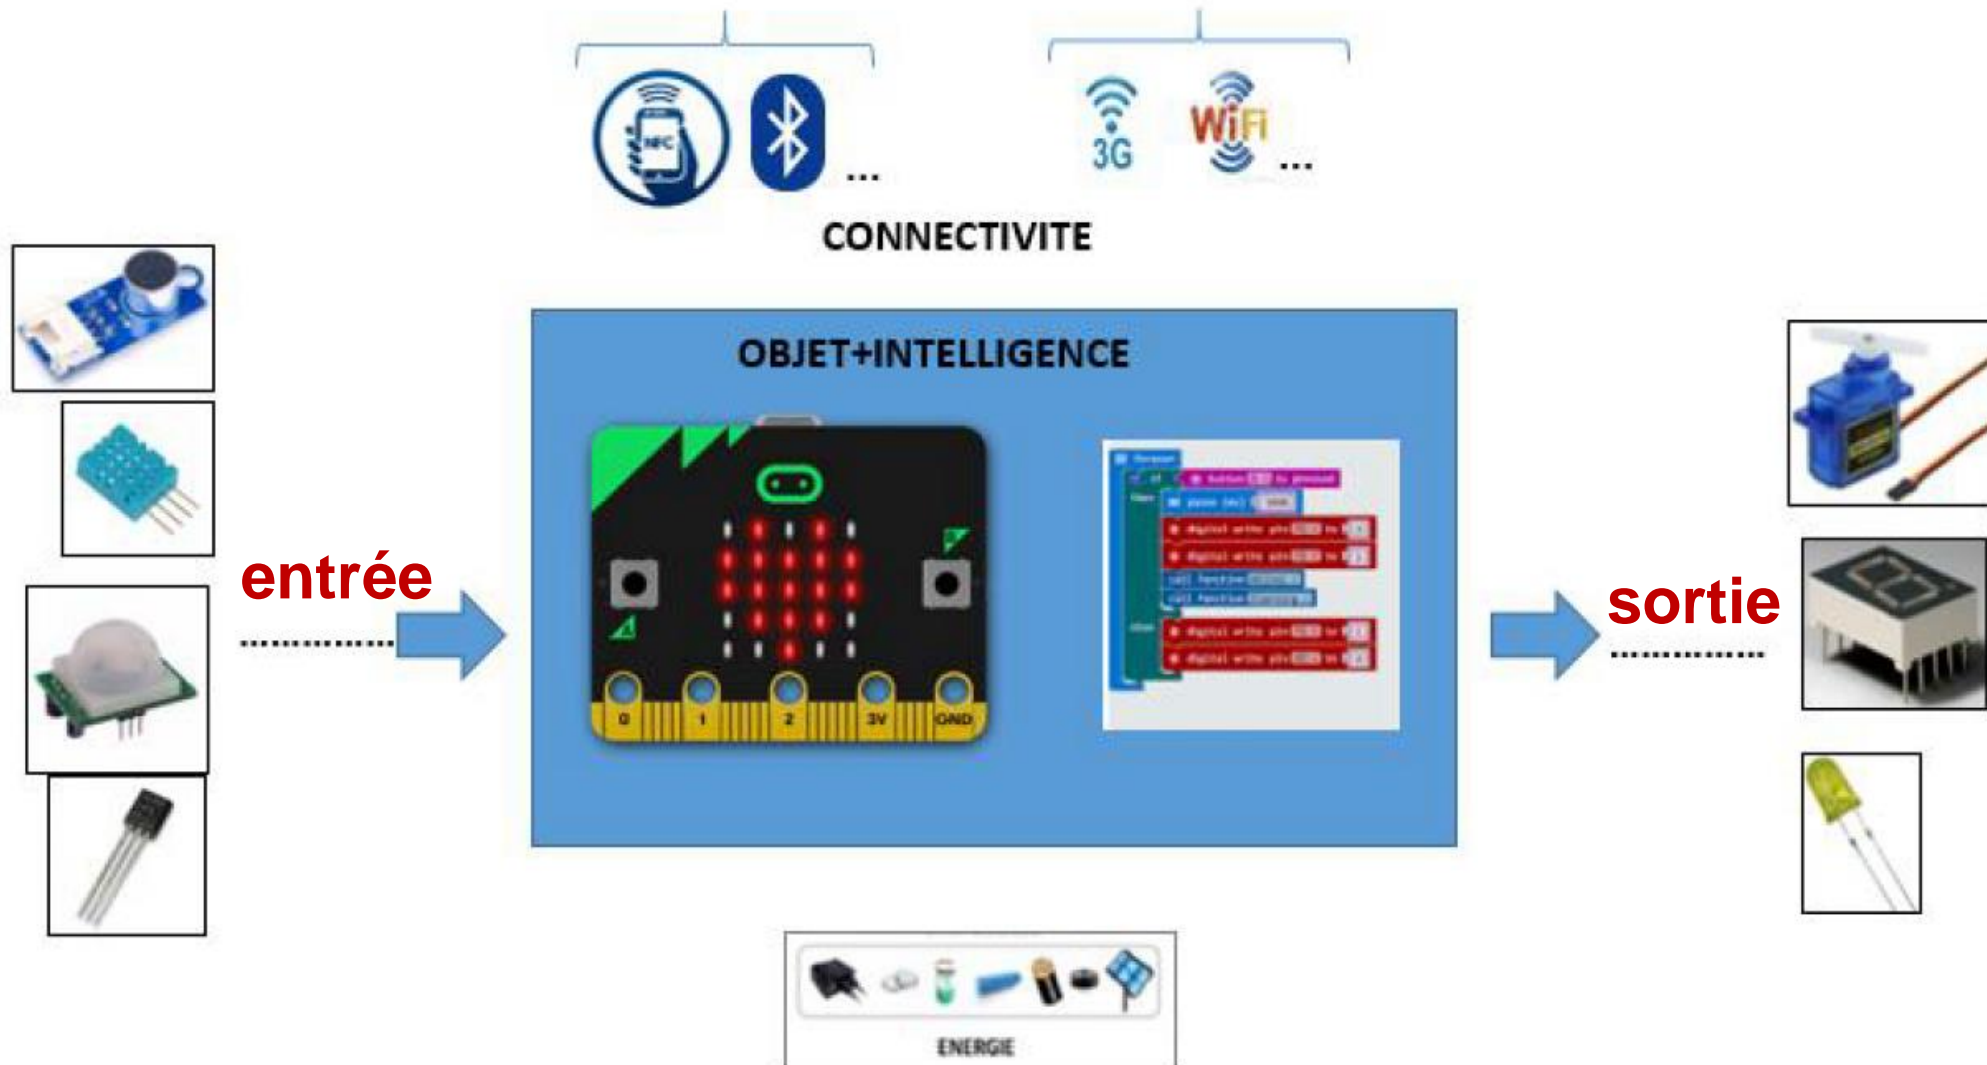 NFC
...
3G
WiFi
...
CONNECTIVITE
OBJET+INTELLIGENCE
entrée
..............
sortie
..............
A
B
0 1 2 3V GND
ENERGIE